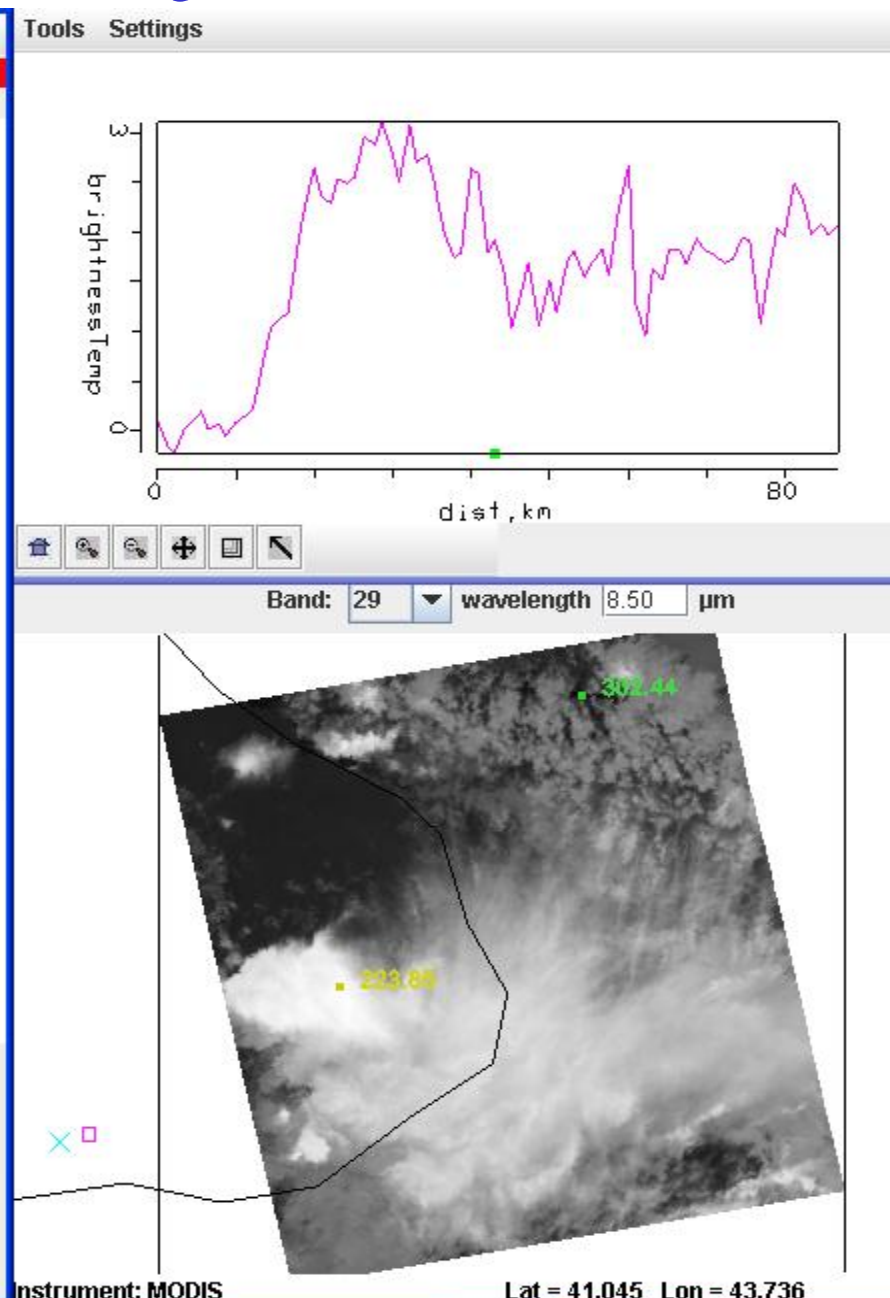 Tools Settings
3
brightnessTemp
0
0 80
dist,km
Band: 29 wavelength 8.50 µm
302.44
Instrument: MODIS Lat = 41.045 Lon = 43.736